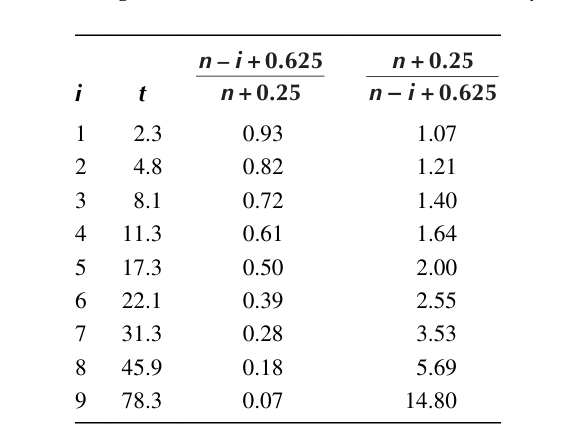 i t n – i + 0.625 / n + 0.25 n + 0.25 / n – i + 0.625
1 2.3 0.93 1.07
2 4.8 0.82 1.21
3 8.1 0.72 1.40
4 11.3 0.61 1.64
5 17.3 0.50 2.00
6 22.1 0.39 2.55
7 31.3 0.28 3.53
8 45.9 0.18 5.69
9 78.3 0.07 14.80